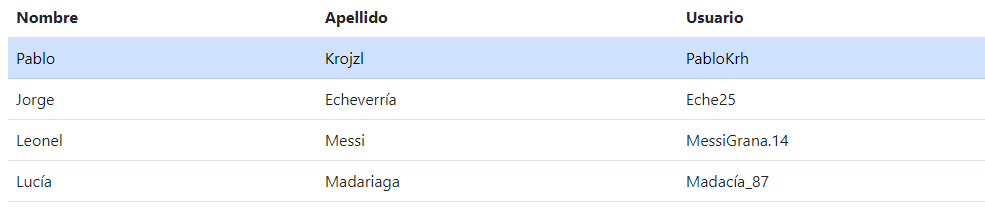 Nombre Apellido Usuario
Pablo Krojzl PabloKrh
Jorge Echeverría Eche25
Leonel Messi MessiGrana.14
Lucía Madariaga Madacía_87